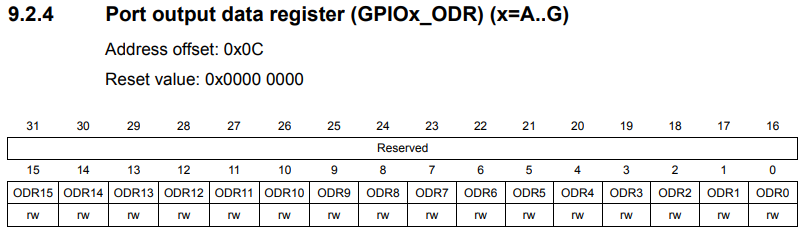 9.2.4 Port output data register (GPIOx_ODR) (x=A..G)
Address offset: 0x0C
Reset value: 0x0000 0000
31 30 29 28 27 26 25 24 23 22 21 20 19 18 17 16
Reserved
15 14 13 12 11 10 9 8 7 6 5 4 3 2 1 0
ODR15 ODR14 ODR13 ODR12 ODR11 ODR10 ODR9 ODR8 ODR7 ODR6 ODR5 ODR4 ODR3 ODR2 ODR1 ODR0
rw rw rw rw rw rw rw rw rw rw rw rw rw rw rw rw